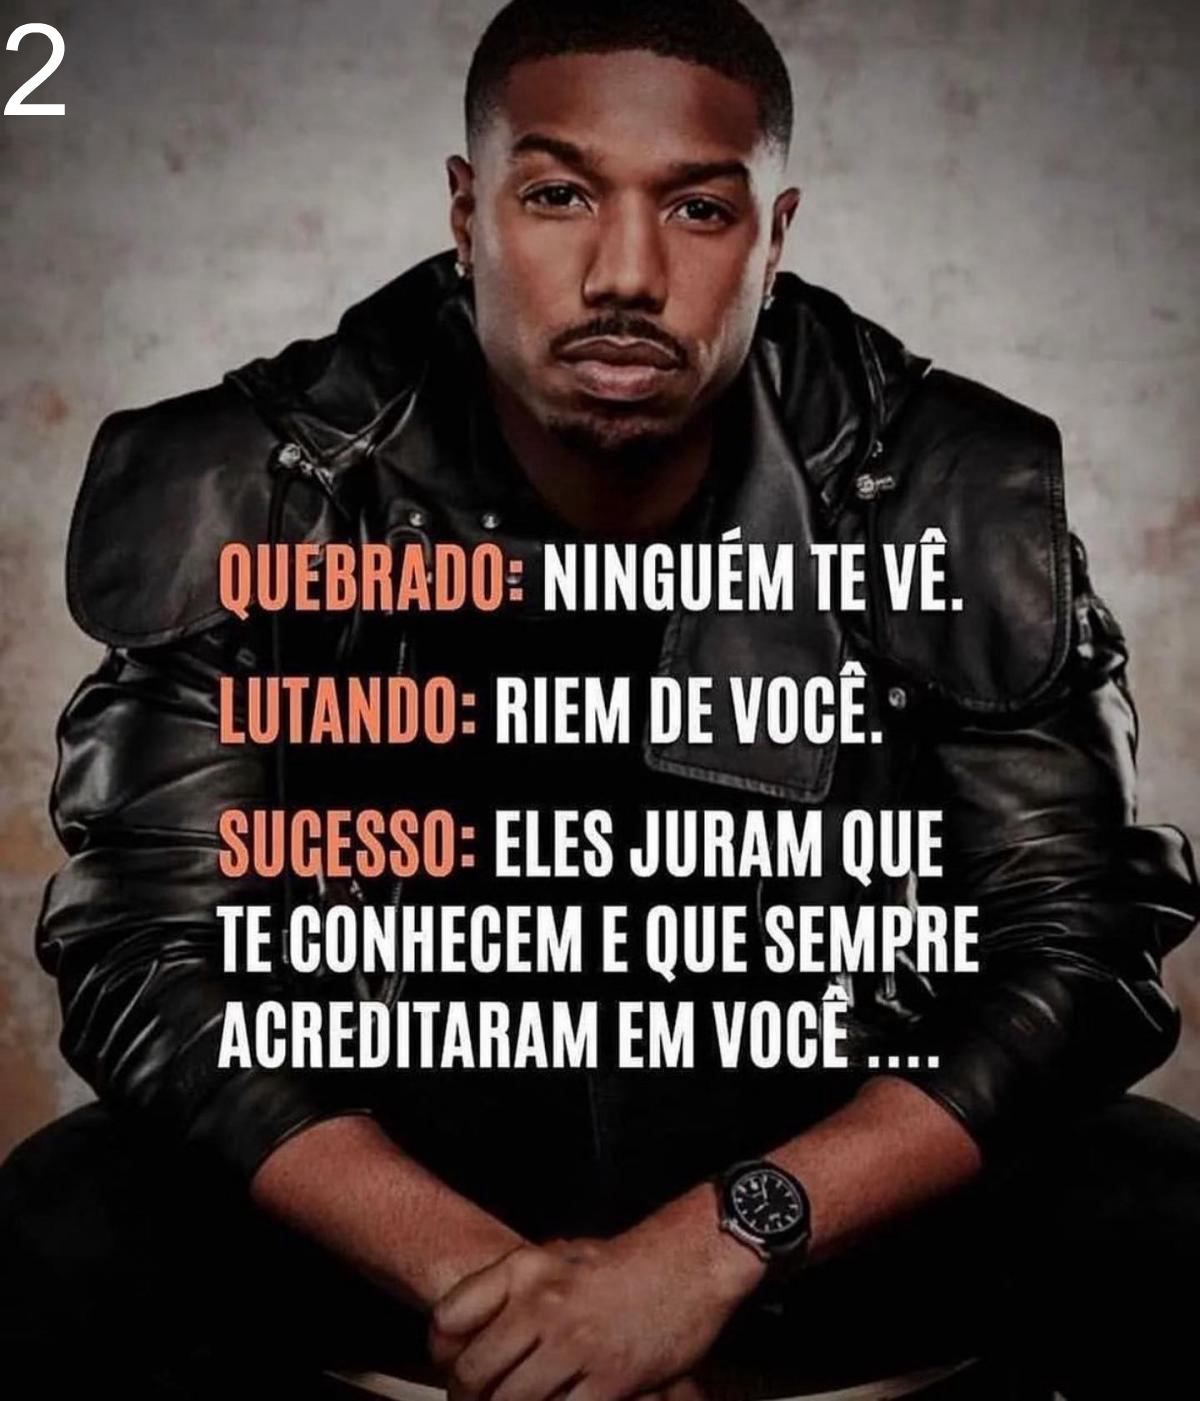 2
QUEBRADO: NINGUÉM TE VÊ.
LUTANDO: RIEM DE VOCÊ.
SUCESSO: ELES JURAM QUE
TE CONHECEM E QUE SEMPRE
ACREDITARAM EM VOCÊ ....